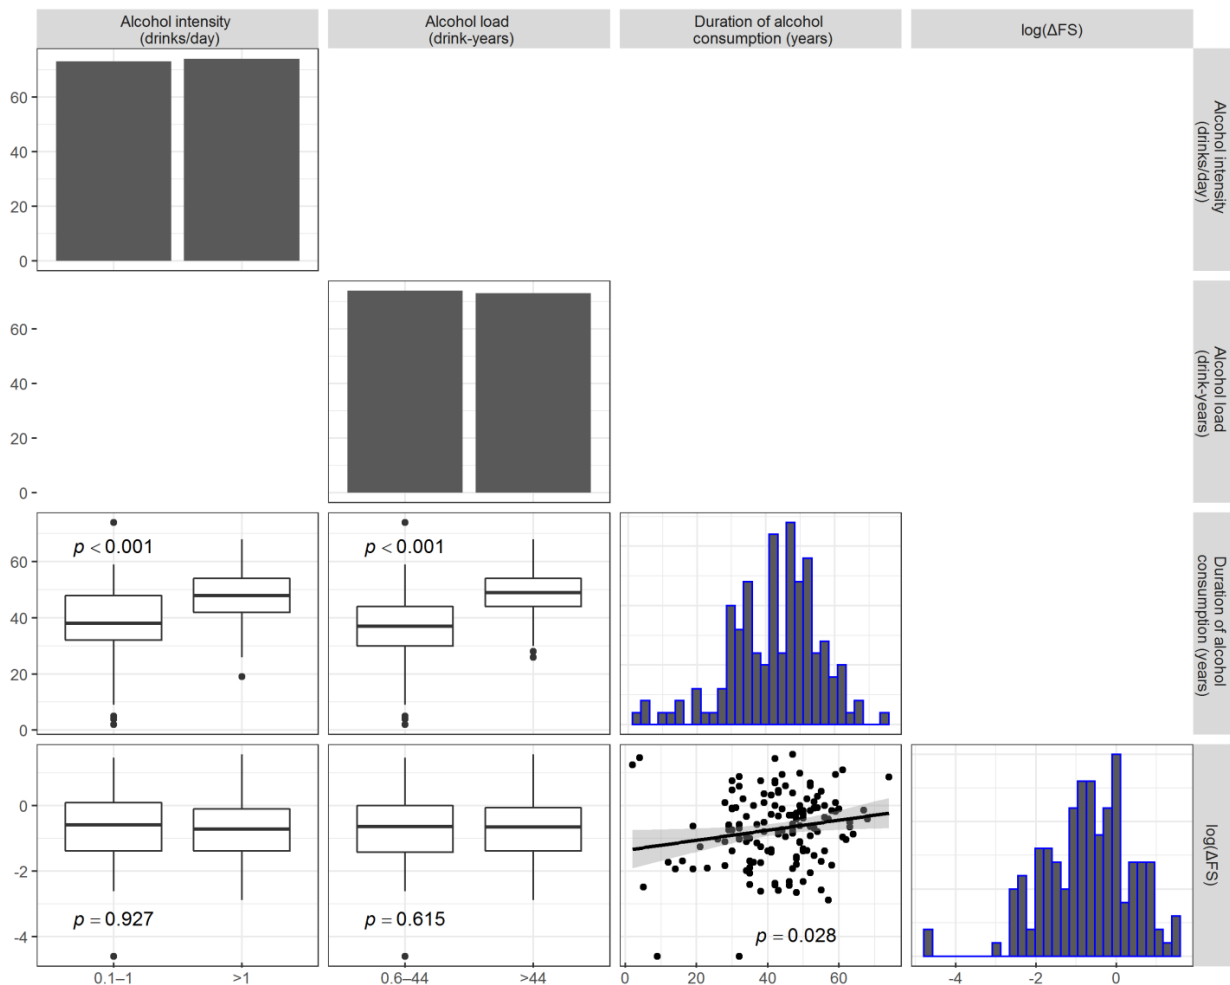 Alcohol intensity
(drinks/day)
Alcohol load
(drink-years)
Duration of alcohol
consumption (years)
log(ΔFS)
60
40
20
0
Alcohol intensity
(drinks/day)
60
40
20
0
Alcohol load
(drink-years)
60
40
20
0
p < 0.001
p < 0.001
Duration of alcohol
consumption (years)
0
-2
-4
p = 0.927
p = 0.615
p = 0.028
log(ΔFS)
0.1–1
>1
0.6–44
>44
0
20
40
60
-4
-2
0